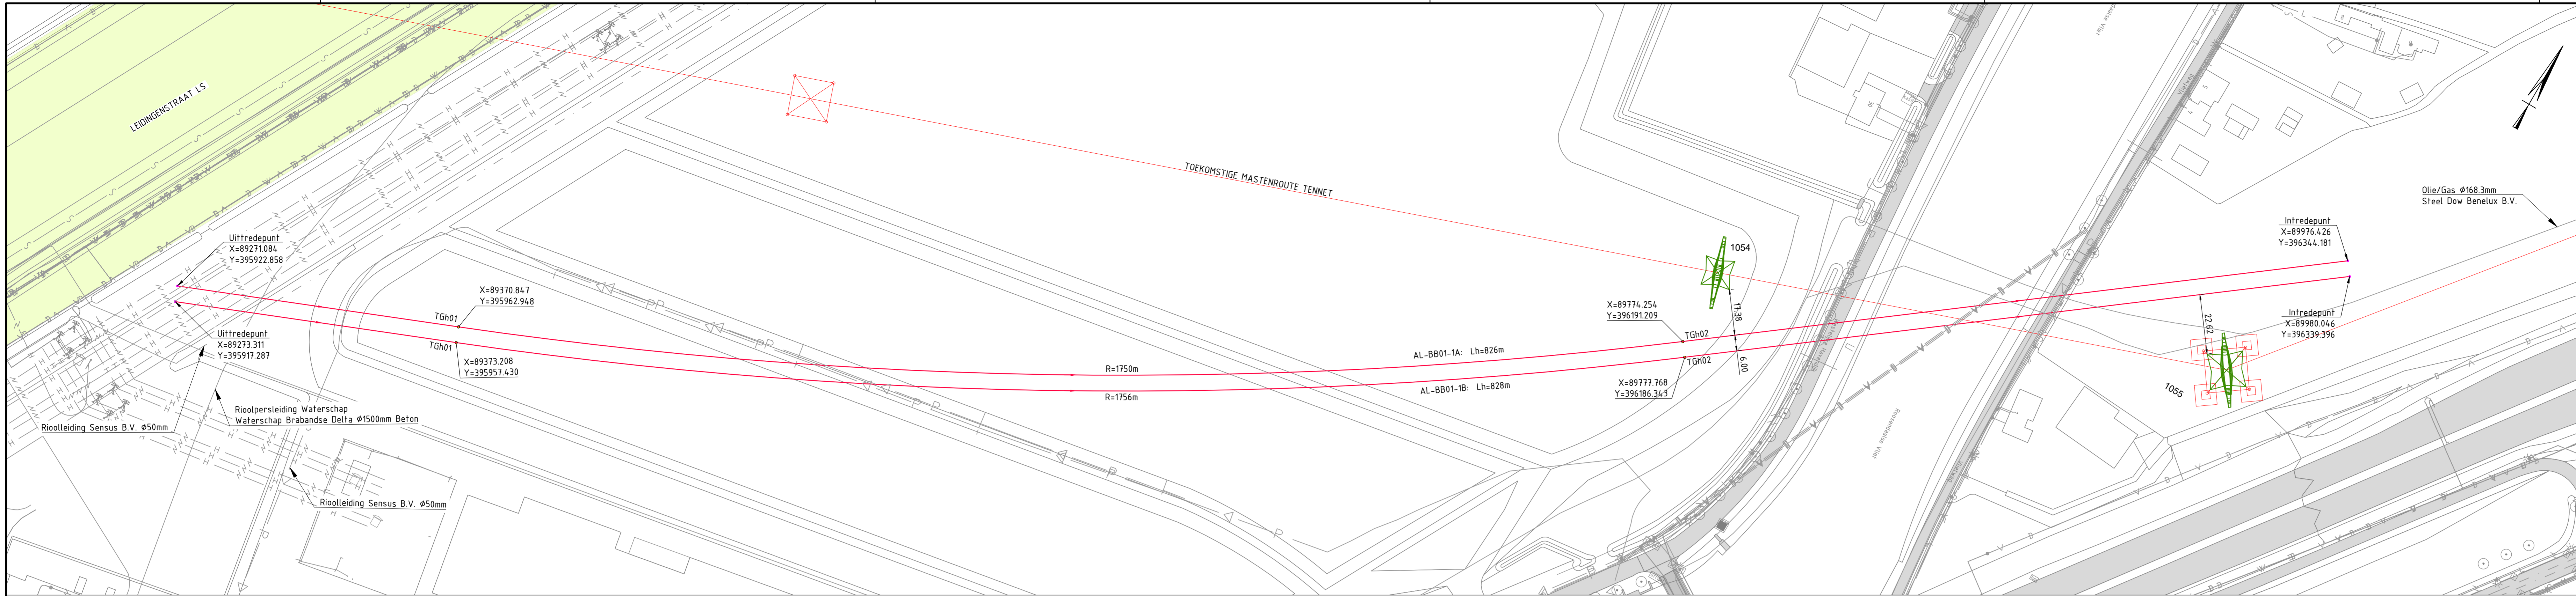 LEIDINGENSTRAAT LS
Uittredepunt
X=89271.084
Y=395922.858
Uittredepunt
X=89273.311
Y=395917.287
TGh01
X=89370.847
Y=395962.948
TGh01
X=89373.208
Y=395957.430
Rioolpersleiding Waterschap
Waterschap Brabandse Delta Ø1500mm Beton
Rioolleiding Sensus B.V. Ø50mm
Rioolleiding Sensus B.V. Ø50mm
TOEKOMSTIGE MASTENROUTE TENNET
R=1750m
R=1756m
AL-BB01-1A: Lh=826m
AL-BB01-1B: Lh=828m
X=89774.254
Y=396191.209
TGh02
TGh02
X=89777.768
Y=396186.343
1054
17.38
6.00
Roosendaalse Vliet
Olie/Gas Ø168.3mm
Steel Dow Benelux B.V.
Intredepunt
X=89976.426
Y=396344.181
Intredepunt
X=89980.046
Y=396339.396
22.62
1055